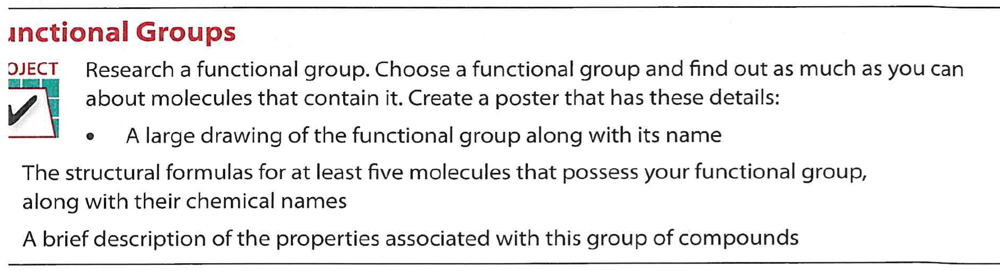 unctional Groups
OJECT
Research a functional group. Choose a functional group and find out as much as you can
about molecules that contain it. Create a poster that has these details:
• A large drawing of the functional group along with its name
The structural formulas for at least five molecules that possess your functional group,
along with their chemical names
A brief description of the properties associated with this group of compounds